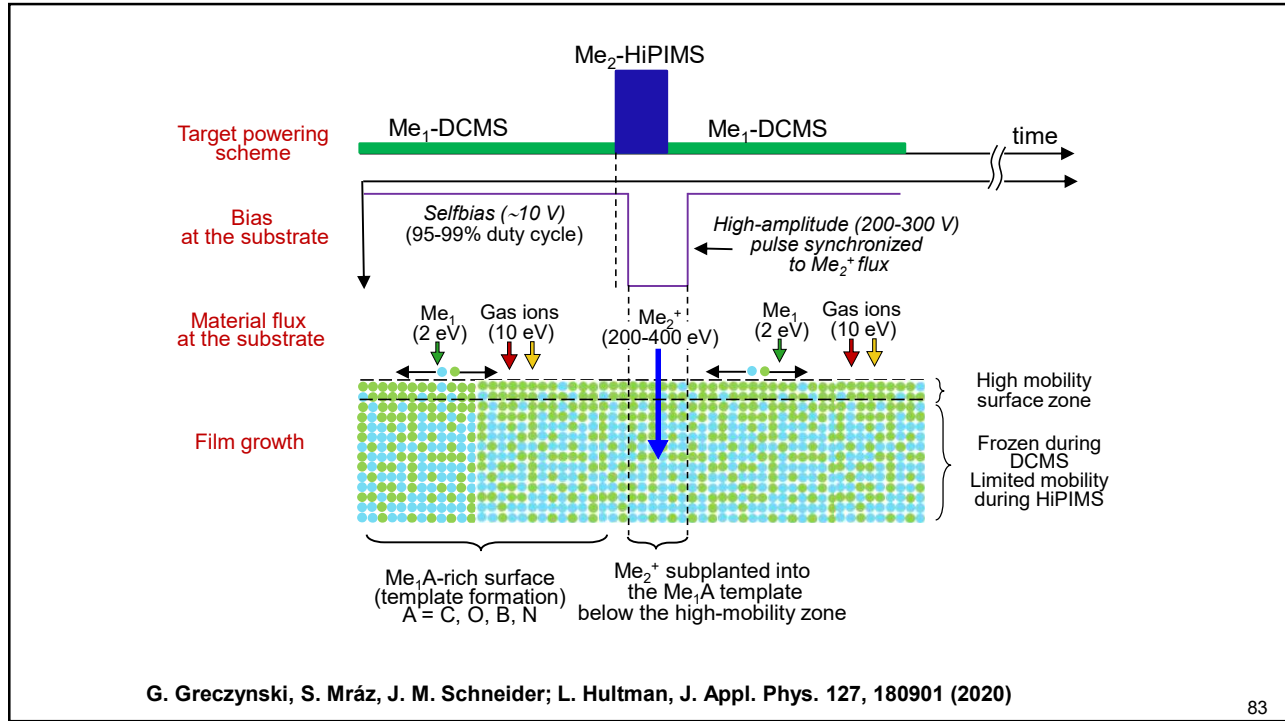 Me₂-HiPIMS
Target powering
scheme
Me₁-DCMS
Me₁-DCMS
time
Bias
at the substrate
Selfbias (~10 V)
(95-99% duty cycle)
High-amplitude (200-300 V)
pulse synchronized
to Me₂⁺ flux
Material flux
at the substrate
Me₁
(2 eV)
Gas ions
(10 eV)
Me₂⁺
(200-400 eV)
Me₁
(2 eV)
Gas ions
(10 eV)
Film growth
High mobility
surface zone
Frozen during
DCMS
Limited mobility
during HiPIMS
Me₁A-rich surface
(template formation)
A = C, O, B, N
Me₂⁺ subplanted into
the Me₁A template
below the high-mobility zone
G. Greczynski, S. Mráz, J. M. Schneider; L. Hultman, J. Appl. Phys. 127, 180901 (2020)
83